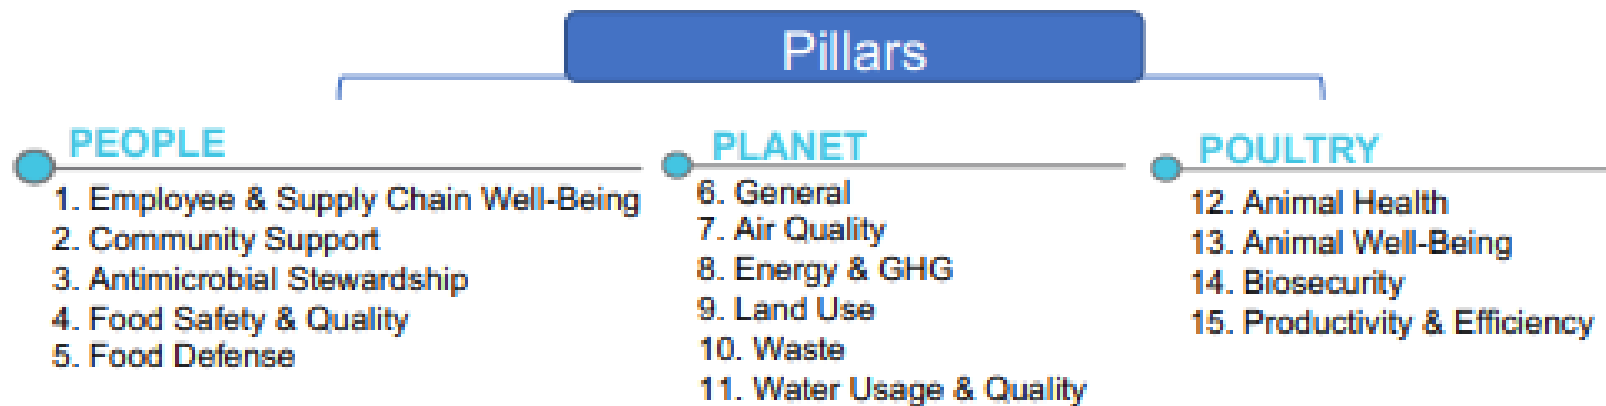 Pillars
PEOPLE
1. Employee & Supply Chain Well-Being
2. Community Support
3. Antimicrobial Stewardship
4. Food Safety & Quality
5. Food Defense
PLANET
6. General
7. Air Quality
8. Energy & GHG
9. Land Use
10. Waste
11. Water Usage & Quality
POULTRY
12. Animal Health
13. Animal Well-Being
14. Biosecurity
15. Productivity & Efficiency